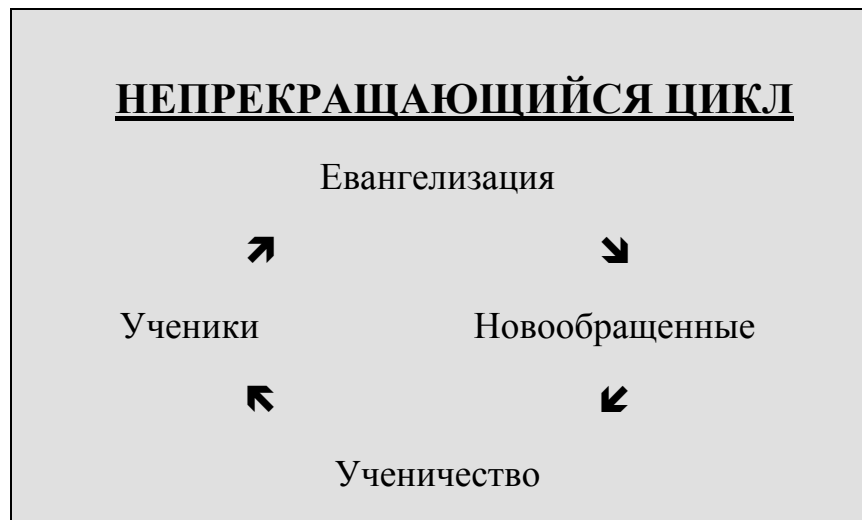 НЕПРЕКРАЩАЮЩИЙСЯ ЦИКЛ
Евангелизация
Ученики Новообращенные
Ученичество